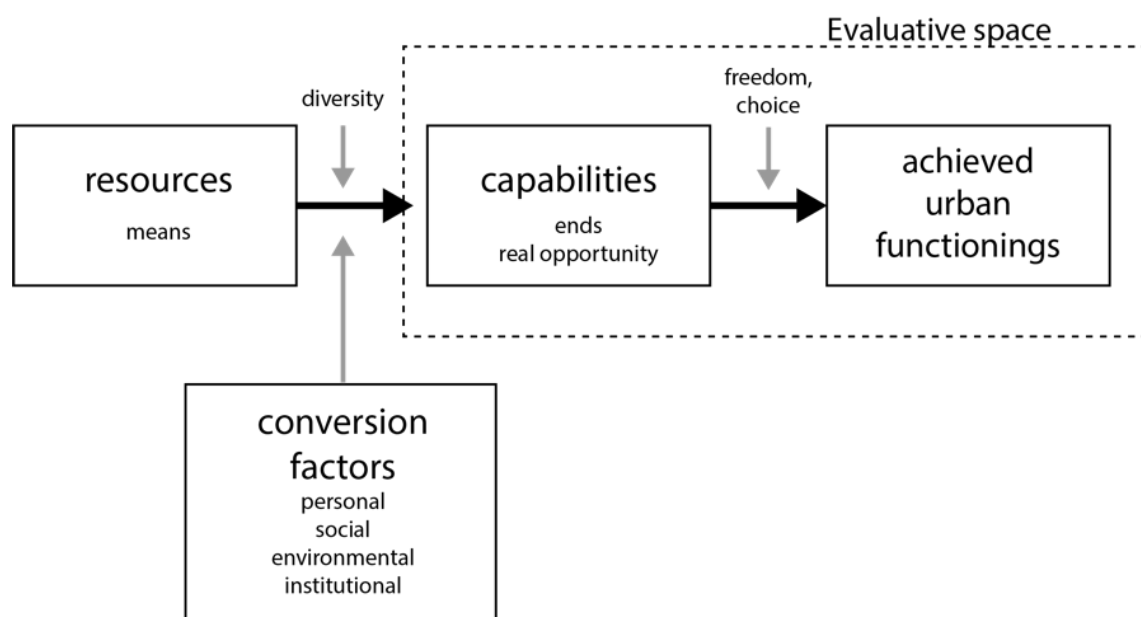 Evaluative space
diversity
freedom,
choice
resources
means
capabilities
ends
real opportunity
achieved
urban
functionings
conversion
factors
personal
social
environmental
institutional